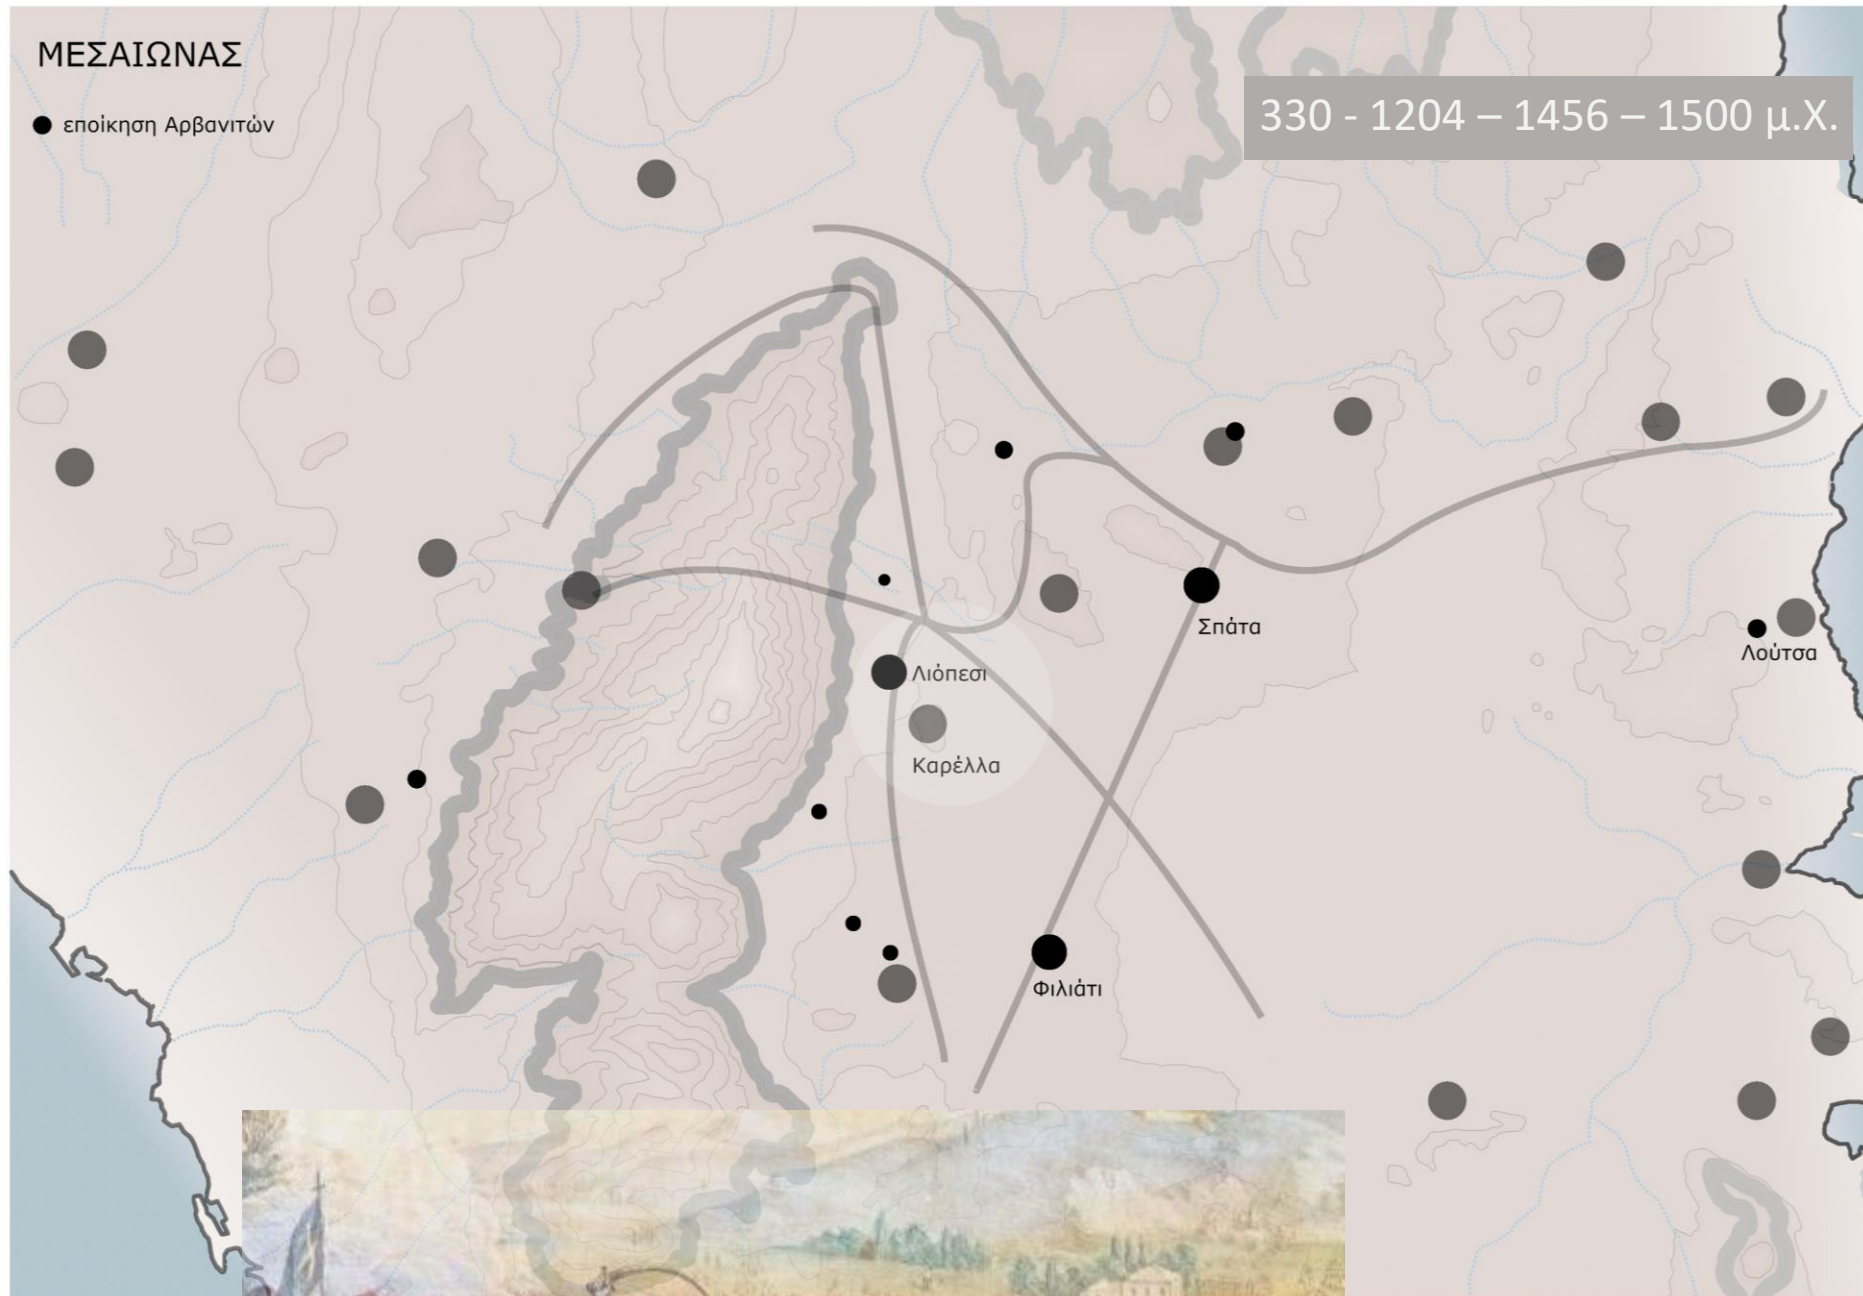 ΜΕΣΑΙΩΝΑΣ
330 - 1204 – 1456 – 1500 μ.Χ.
εποίκηση Αρβανιτών
Σπάτα
Λούτσα
Λιόπεσι
Καρέλλα
Φιλιάτι